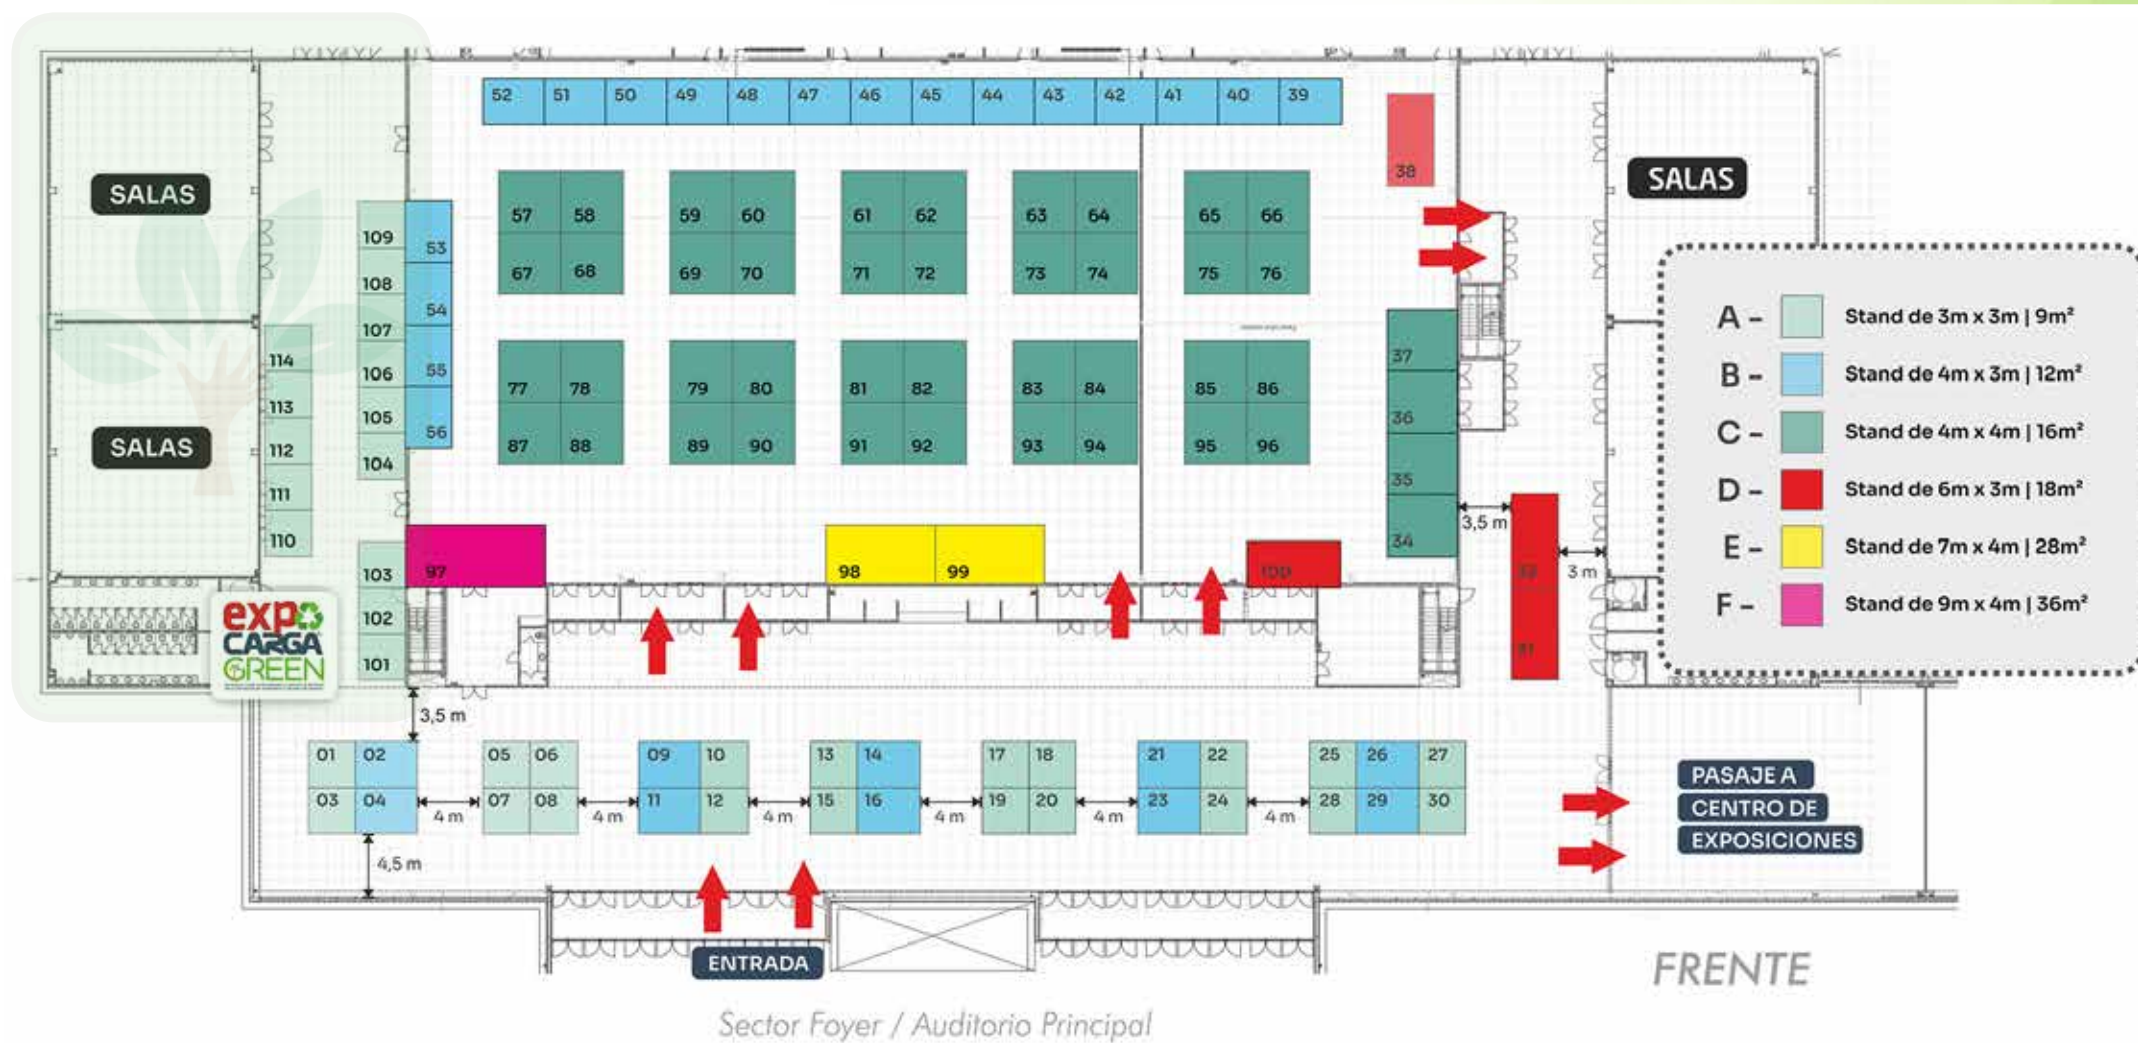 52 51 50 49 48 47 46 45 44 43 42 41 40 39
38
SALAS
SALAS
57 58 59 60 61 62 63 64 65 66
67 68 69 70 71 72 73 74 75 76
109 53
108
54
107
106 55
105
56
104
114
113
112
111
110
SALAS
77 78 79 80 81 82 83 84 85 86
87 88 89 90 91 92 93 94 95 96
37
36
35
34
3,5 m
3 m
31
A - Stand de 3m x 3m | 9m²
B - Stand de 4m x 3m | 12m²
C - Stand de 4m x 4m | 16m²
D - Stand de 6m x 3m | 18m²
E - Stand de 7m x 4m | 28m²
F - Stand de 9m x 4m | 36m²
103 97 98 99 100
102
101
expo
CARGA
GREEN
3,5 m
01 02 05 06 09 10 13 14 17 18 21 22 25 26 27
03 04 07 08 11 12 15 16 19 20 23 24 28 29 30
4 m 4 m 4 m 4 m 4 m 4 m
4,5 m
PASAJE A
CENTRO DE
EXPOSICIONES
ENTRADA
FRENTE
Sector Foyer / Auditorio Principal